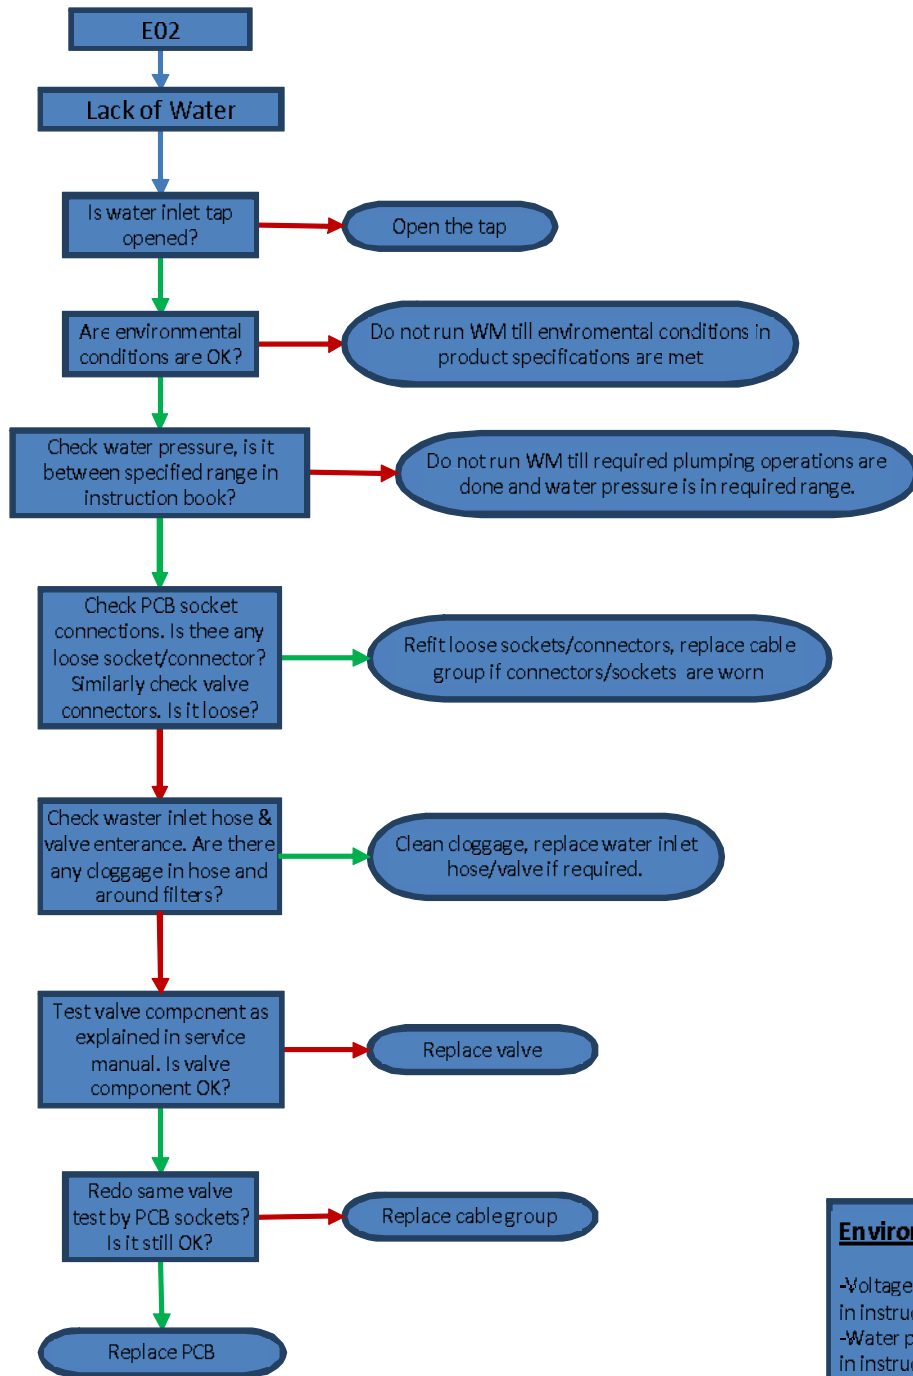 E02
Lack of Water
Is water inlet tap
opened?
Open the tap
Are environmental
conditions are OK?
Do not run WM till enviromental conditions in
product specifications are met
Check water pressure, is it
between specified range in
instruction book?
Do not run WM till required plumping operations are
done and water pressure is in required range.
Check PCB socket
connections. Is thee any
loose socket/connector?
Similarly check valve
connectors. Is it loose?
Refit loose sockets/connectors, replace cable
group if connectors/sockets are worn
Check waster inlet hose &
valve enterance. Are there
any cloggage in hose and
around filters?
Clean cloggage, replace water inlet
hose/valve if required.
Test valve component as
explained in service
manual. Is valve
component OK?
Replace valve
Redo same valve
test by PCB sockets?
Is it still OK?
Replace cable group
Replace PCB
-Voltage
in
-Water
in